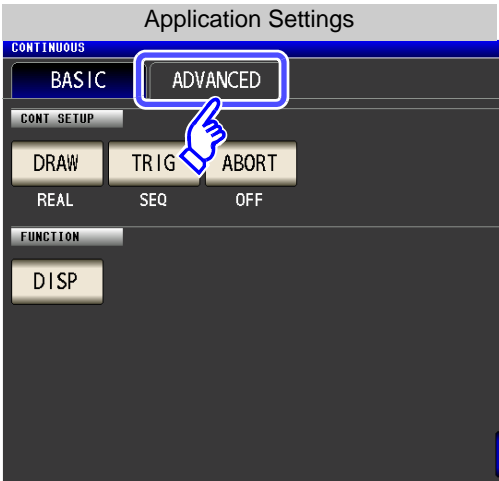 Application Settings
CONTINUOUS
BASIC ADVANCED
CONT SETUP
DRAW TRIG ABORT
REAL SEQ OFF
FUNCTION
DISP